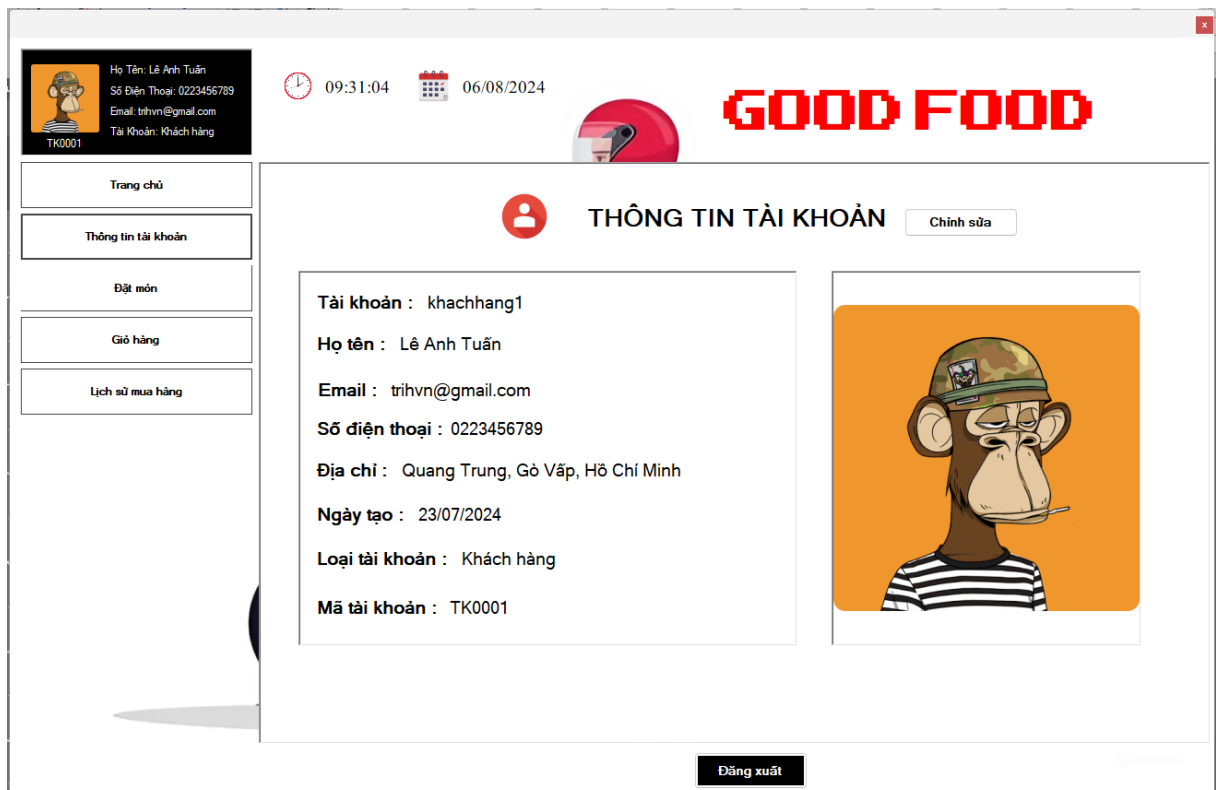 Họ Tên: Lê Anh Tuấn
Số Điện Thoại: 0223456789
Email: trihvn@gmail.com
Tài Khoản: Khách hàng
TK0001
09:31:04
06/08/2024
GOOD FOOD
Trang chủ
Thông tin tài khoản
Đặt món
Giỏ hàng
Lịch sử mua hàng
THÔNG TIN TÀI KHOẢN
Chỉnh sửa
Tài khoản : khachhang1
Họ tên : Lê Anh Tuấn
Email : trihvn@gmail.com
Số điện thoại : 0223456789
Địa chỉ : Quang Trung, Gò Vấp, Hồ Chí Minh
Ngày tạo : 23/07/2024
Loại tài khoản : Khách hàng
Mã tài khoản : TK0001
Đăng xuất